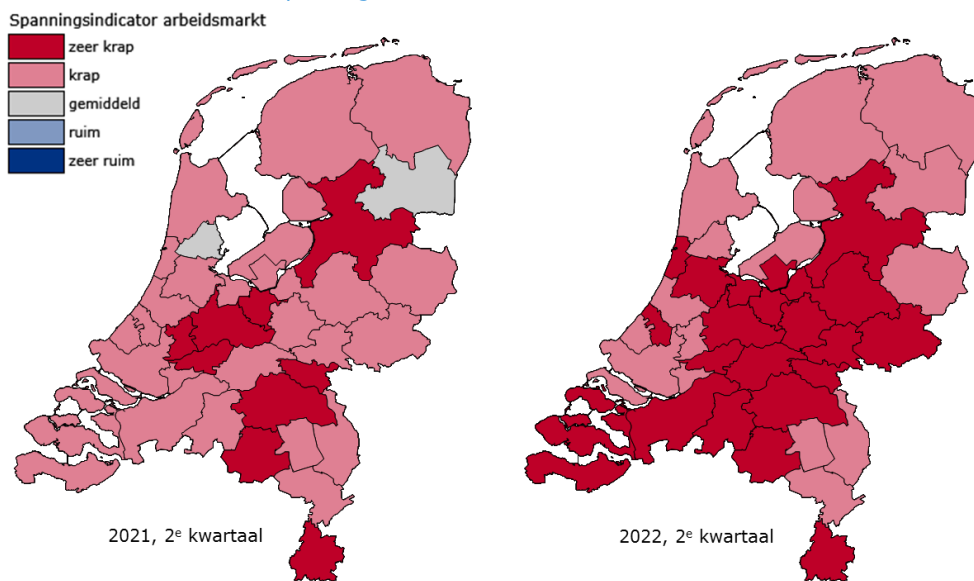 Spanningsindicator arbeidsmarkt
zeer krap
krap
gemiddeld
ruim
zeer ruim
2021, 2e kwartaal
2022, 2e kwartaal